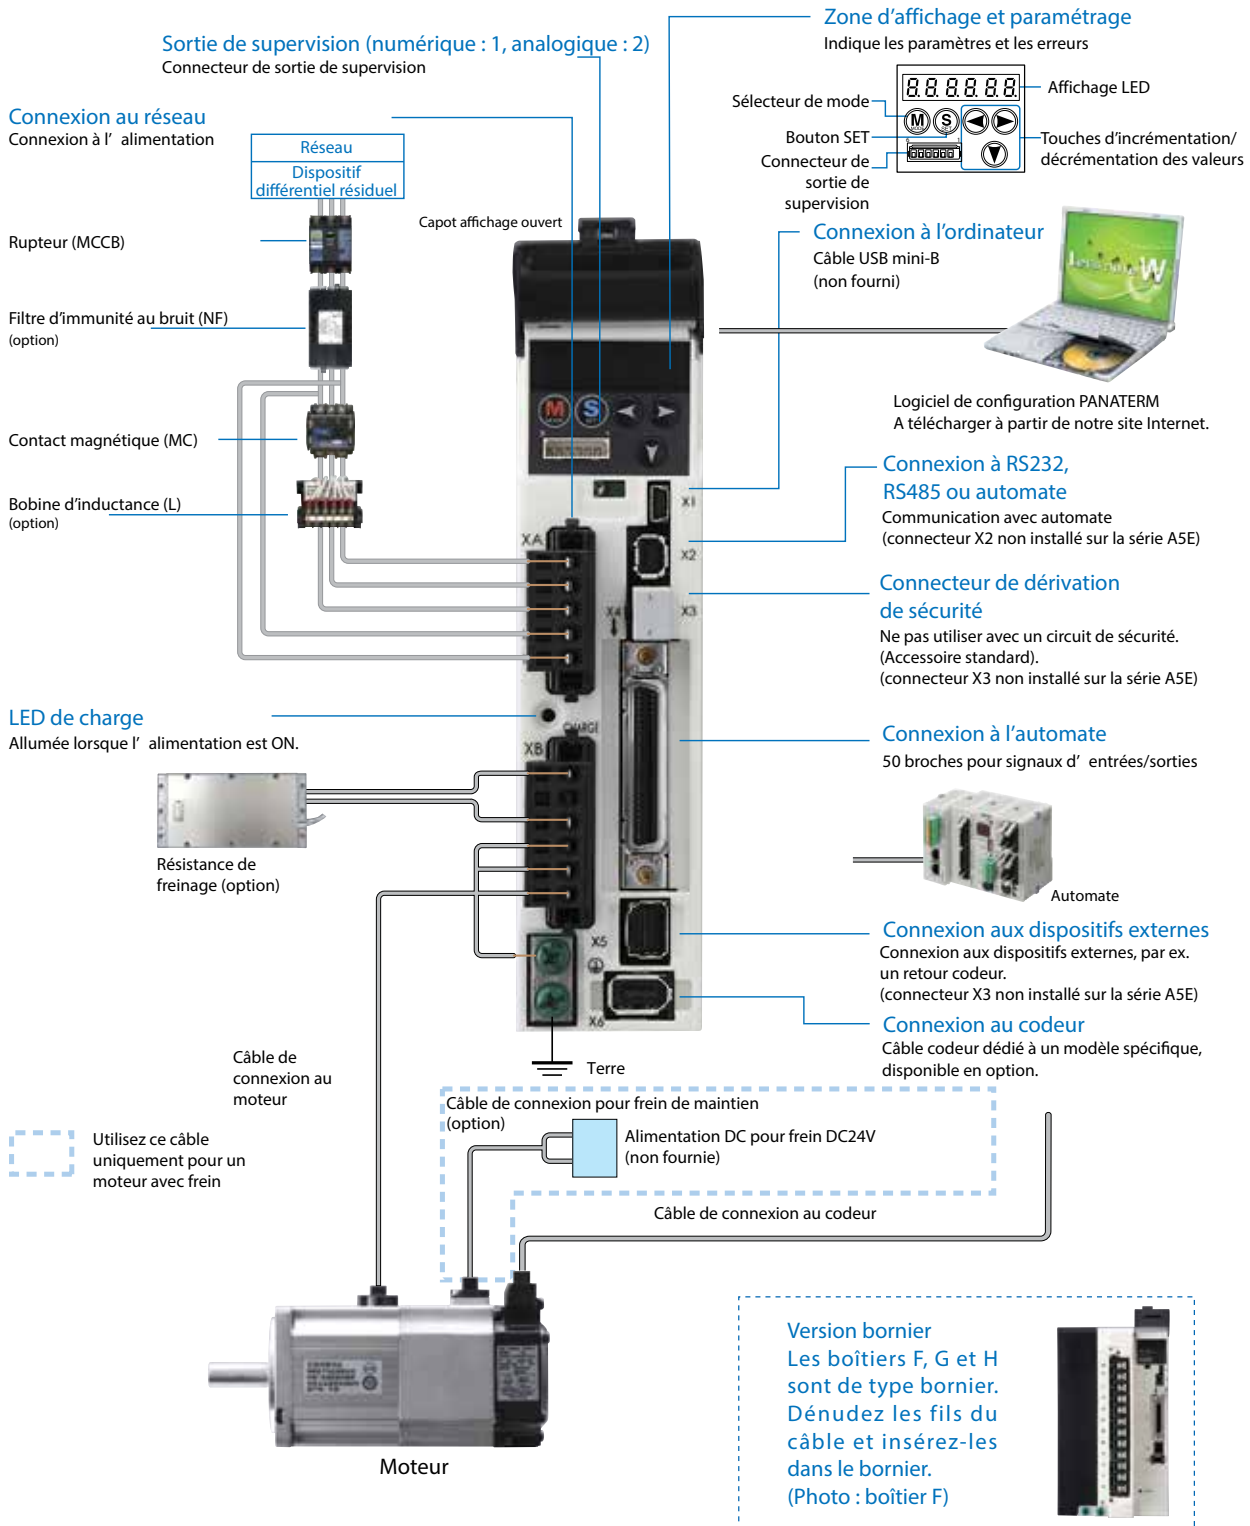 Zone d'affichage et paramétrage
Indique les paramètres et les erreurs
Sortie de supervision (numérique : 1, analogique : 2)
Connecteur de sortie de supervision
Affichage LED
Sélecteur de mode
M
MODE
S
SET
Bouton SET
Touches d'incrémentation/
décrémentation des valeurs
Connecteur de
sortie de
supervision
Connexion au réseau
Connexion à l' alimentation
Réseau
Dispositif
différentiel résiduel
Capot affichage ouvert
Rupteur (MCCB)
Connexion à l'ordinateur
Câble USB mini-B
(non fourni)
Filtre d'immunité au bruit (NF)
(option)
Logiciel de configuration PANATERM
A télécharger à partir de notre site Internet.
M
S
Contact magnétique (MC)
Bobine d'inductance (L)
(option)
X1
Connexion à RS232,
RS485 ou automate
Communication avec automate
(connecteur X2 non installé sur la série A5E)
XA
X2
Connecteur de dérivation
de sécurité
Ne pas utiliser avec un circuit de sécurité.
(Accessoire standard).
(connecteur X3 non installé sur la série A5E)
X4
X3
LED de charge
Allumée lorsque l' alimentation est ON.
CHARGE
XB
Connexion à l'automate
50 broches pour signaux d' entrées/sorties
Résistance de
freinage (option)
Automate
X5
Connexion aux dispositifs externes
Connexion aux dispositifs externes, par ex.
un retour codeur.
(connecteur X3 non installé sur la série A5E)
X6
Connexion au codeur
Câble codeur dédié à un modèle spécifique,
disponible en option.
Terre
Câble de
connexion au
moteur
Câble de connexion pour frein de maintien
(option)
Alimentation DC pour frein DC24V
(non fournie)
Utilisez ce câble
uniquement pour un
moteur avec frein
Câble de connexion au codeur
Moteur
Version bornier
Les boîtiers F, G et H
sont de type bornier.
Dénudez les fils du
câble et insérez-les
dans le bornier.
(Photo : boîtier F)